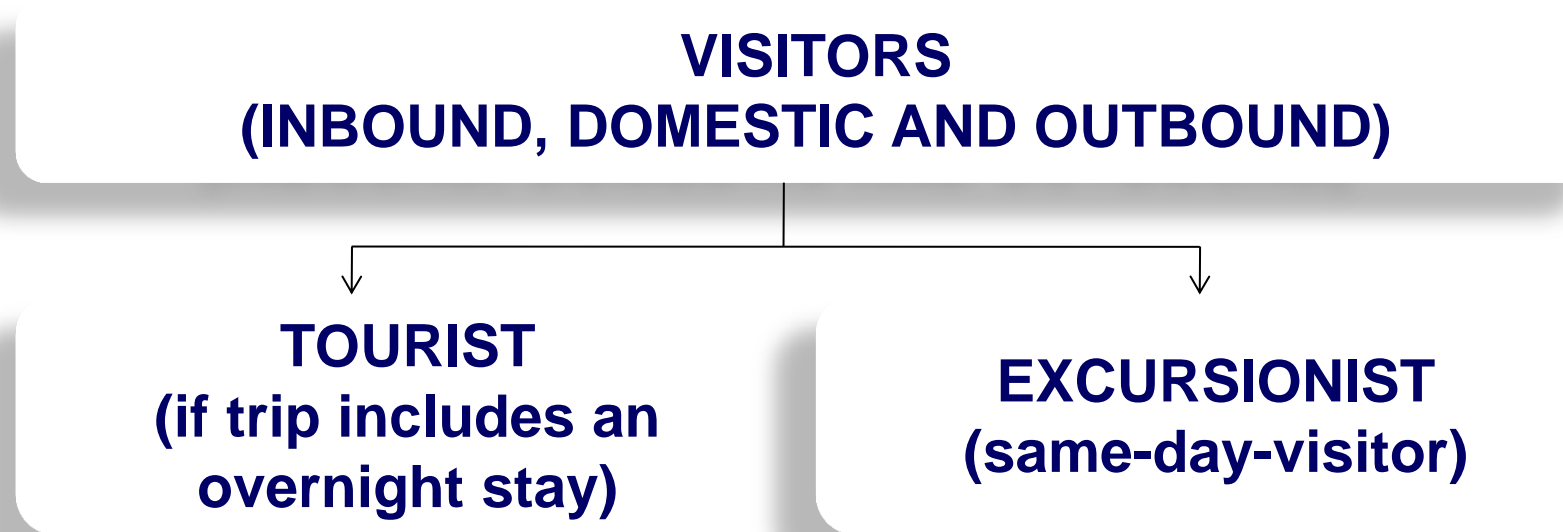 VISITORS
(INBOUND, DOMESTIC AND OUTBOUND)
TOURIST
(if trip includes an
overnight stay)
EXCURSIONIST
(same-day-visitor)